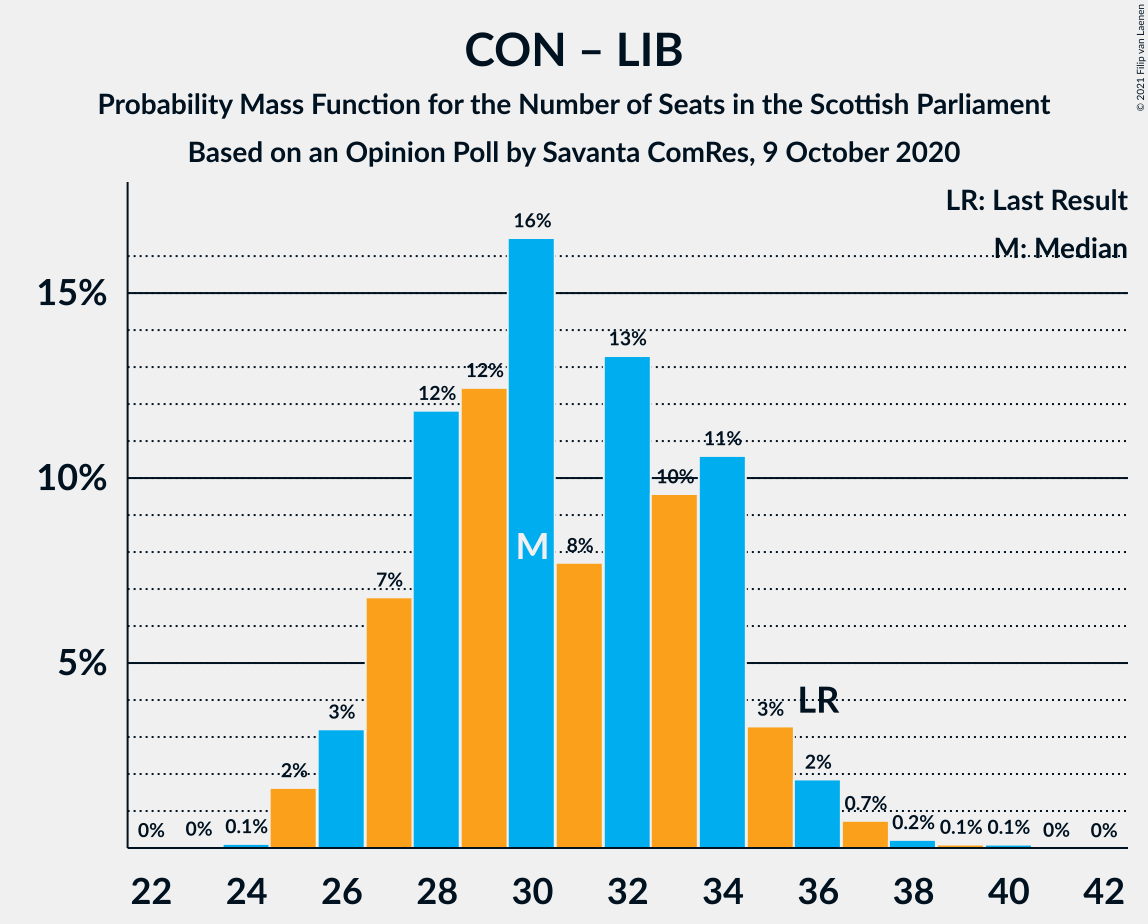 CON – LIB
Probability Mass Function for the Number of Seats in the Scottish Parliament
Based on an Opinion Poll by Savanta ComRes, 9 October 2020
© 2021 Filip van Laenen
LR: Last Result
M: Median
15%
10%
5%
0% 0% 0.1% 2% 3% 7% 12% 12% 16% 8% 13% 10% 11% 3% 2% 0.7% 0.2% 0.1% 0.1% 0% 0%
M
LR
22 24 26 28 30 32 34 36 38 40 42